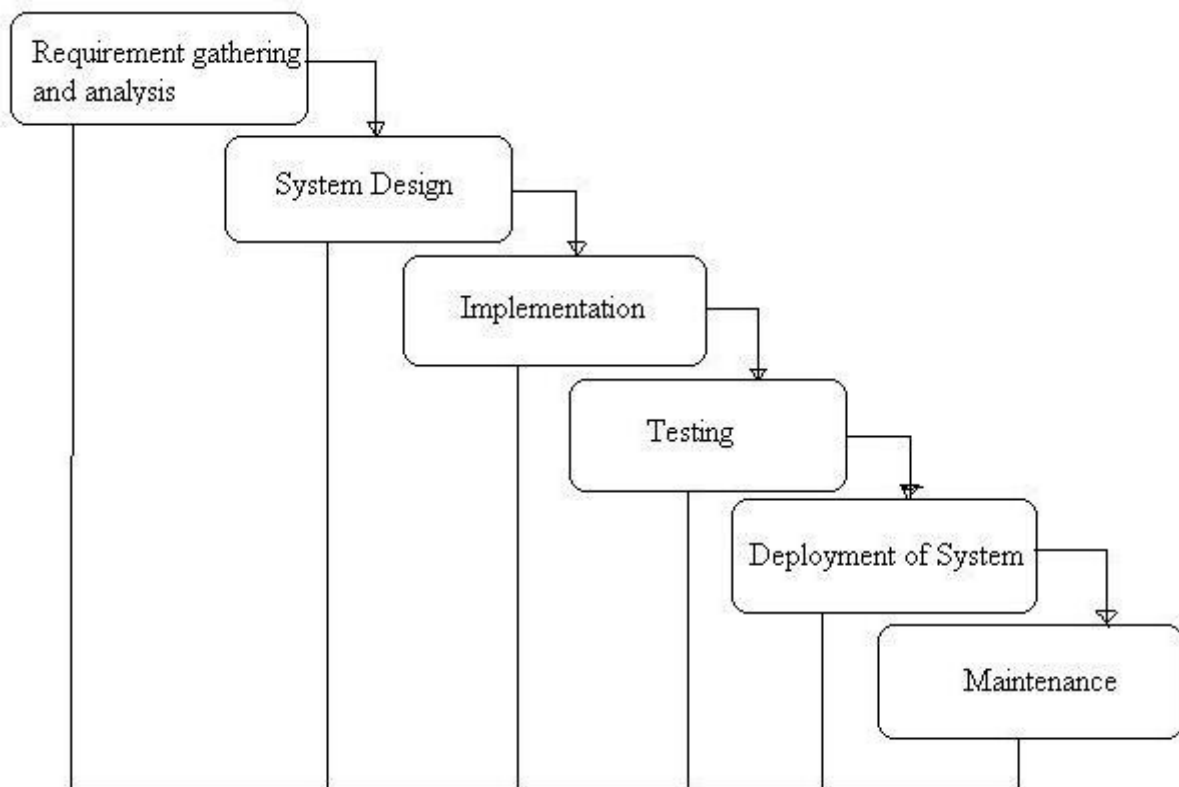 Requirement gathering
and analysis
System Design
Implementation
Testing
Deployment of System
Maintenance